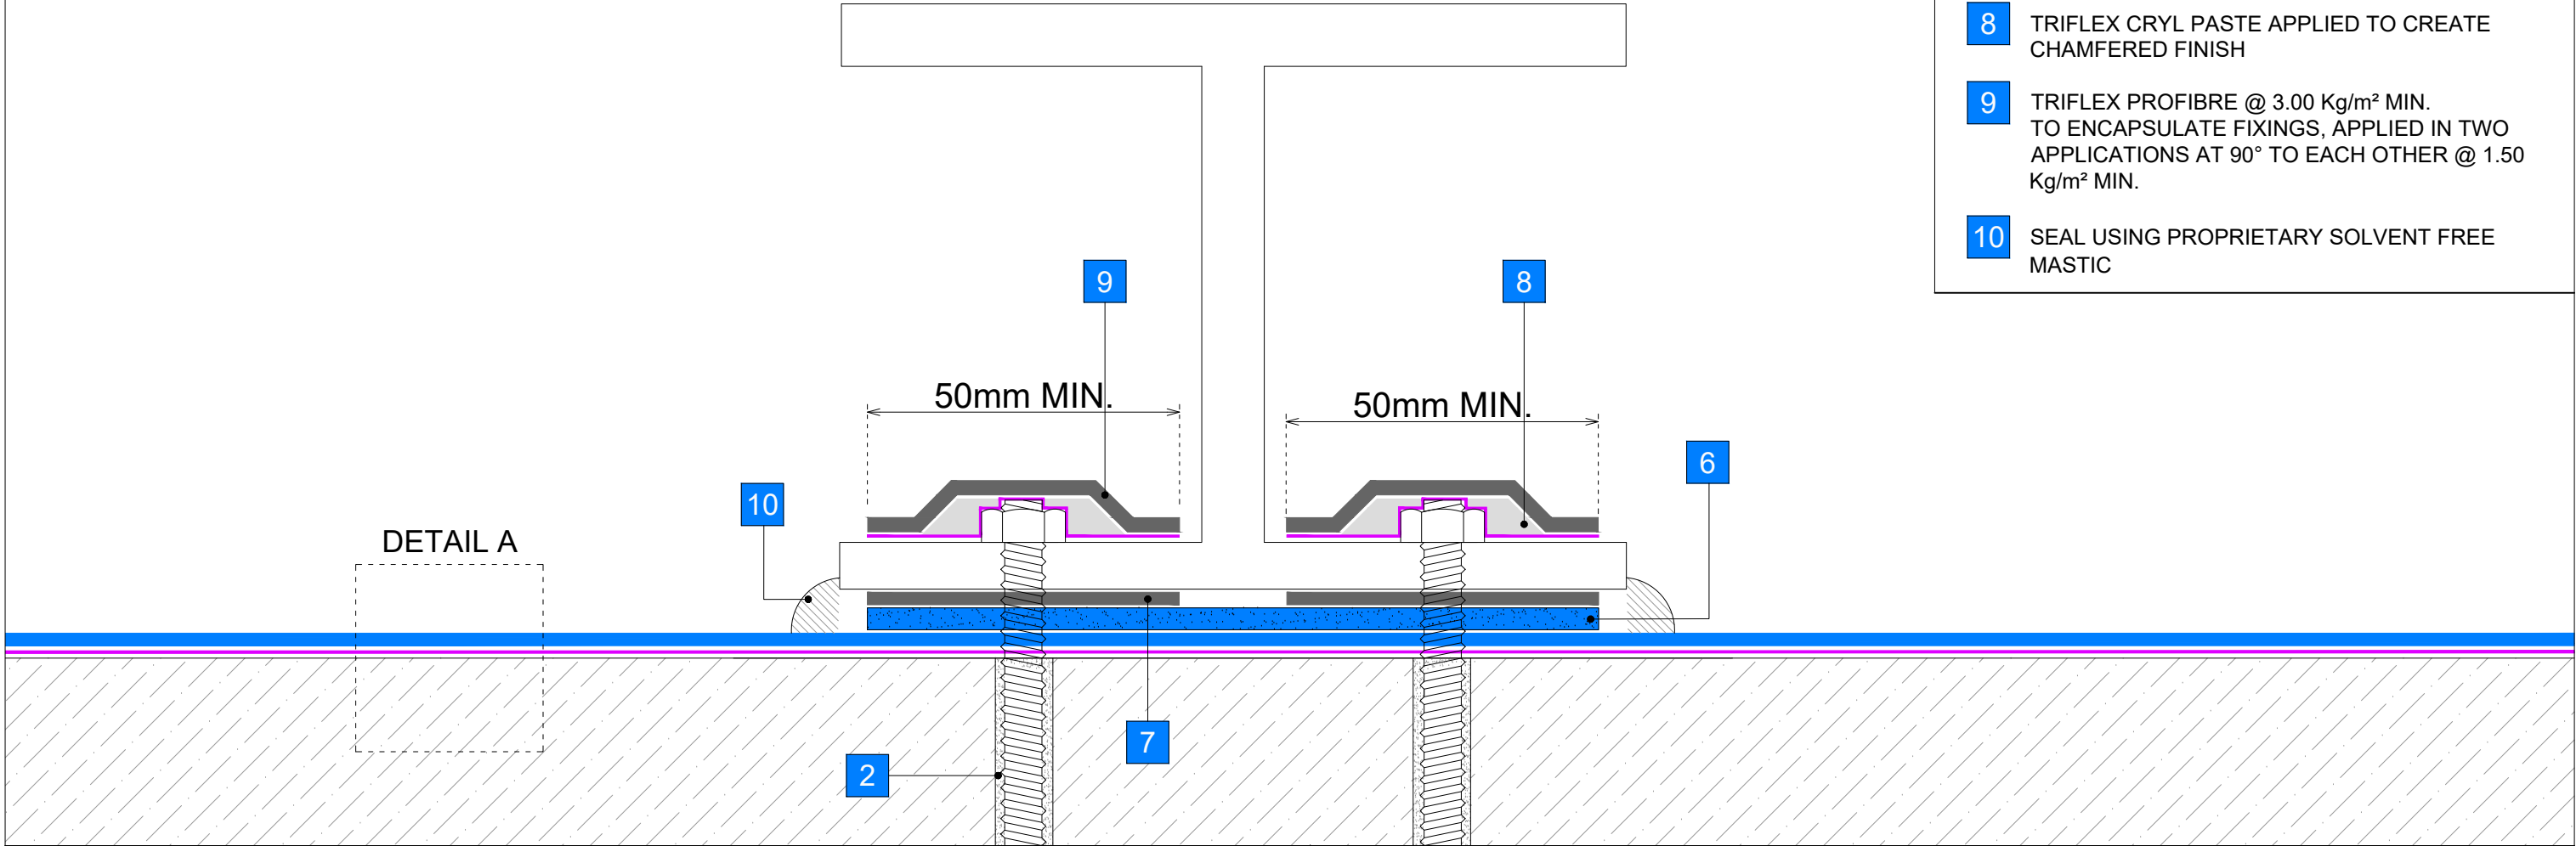 8 TRIFLEX CRYL PASTE APPLIED TO CREATE
CHAMFERED FINISH
9 TRIFLEX PROFIBRE @ 3.00 Kg/m² MIN.
TO ENCAPSULATE FIXINGS, APPLIED IN TWO
APPLICATIONS AT 90° TO EACH OTHER @ 1.50
Kg/m² MIN.
10 SEAL USING PROPRIETARY SOLVENT FREE
MASTIC
9
8
50mm MIN.
50mm MIN.
6
10
DETAIL A
7
2